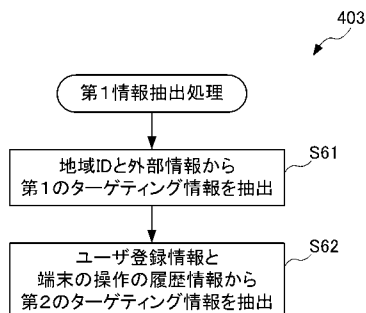 403
第1情報抽出処理
S61
地域IDと外部情報から
第1のターゲティング情報を抽出
S62
ユーザ登録情報と
端末の操作の履歴情報から
第2のターゲティング情報を抽出